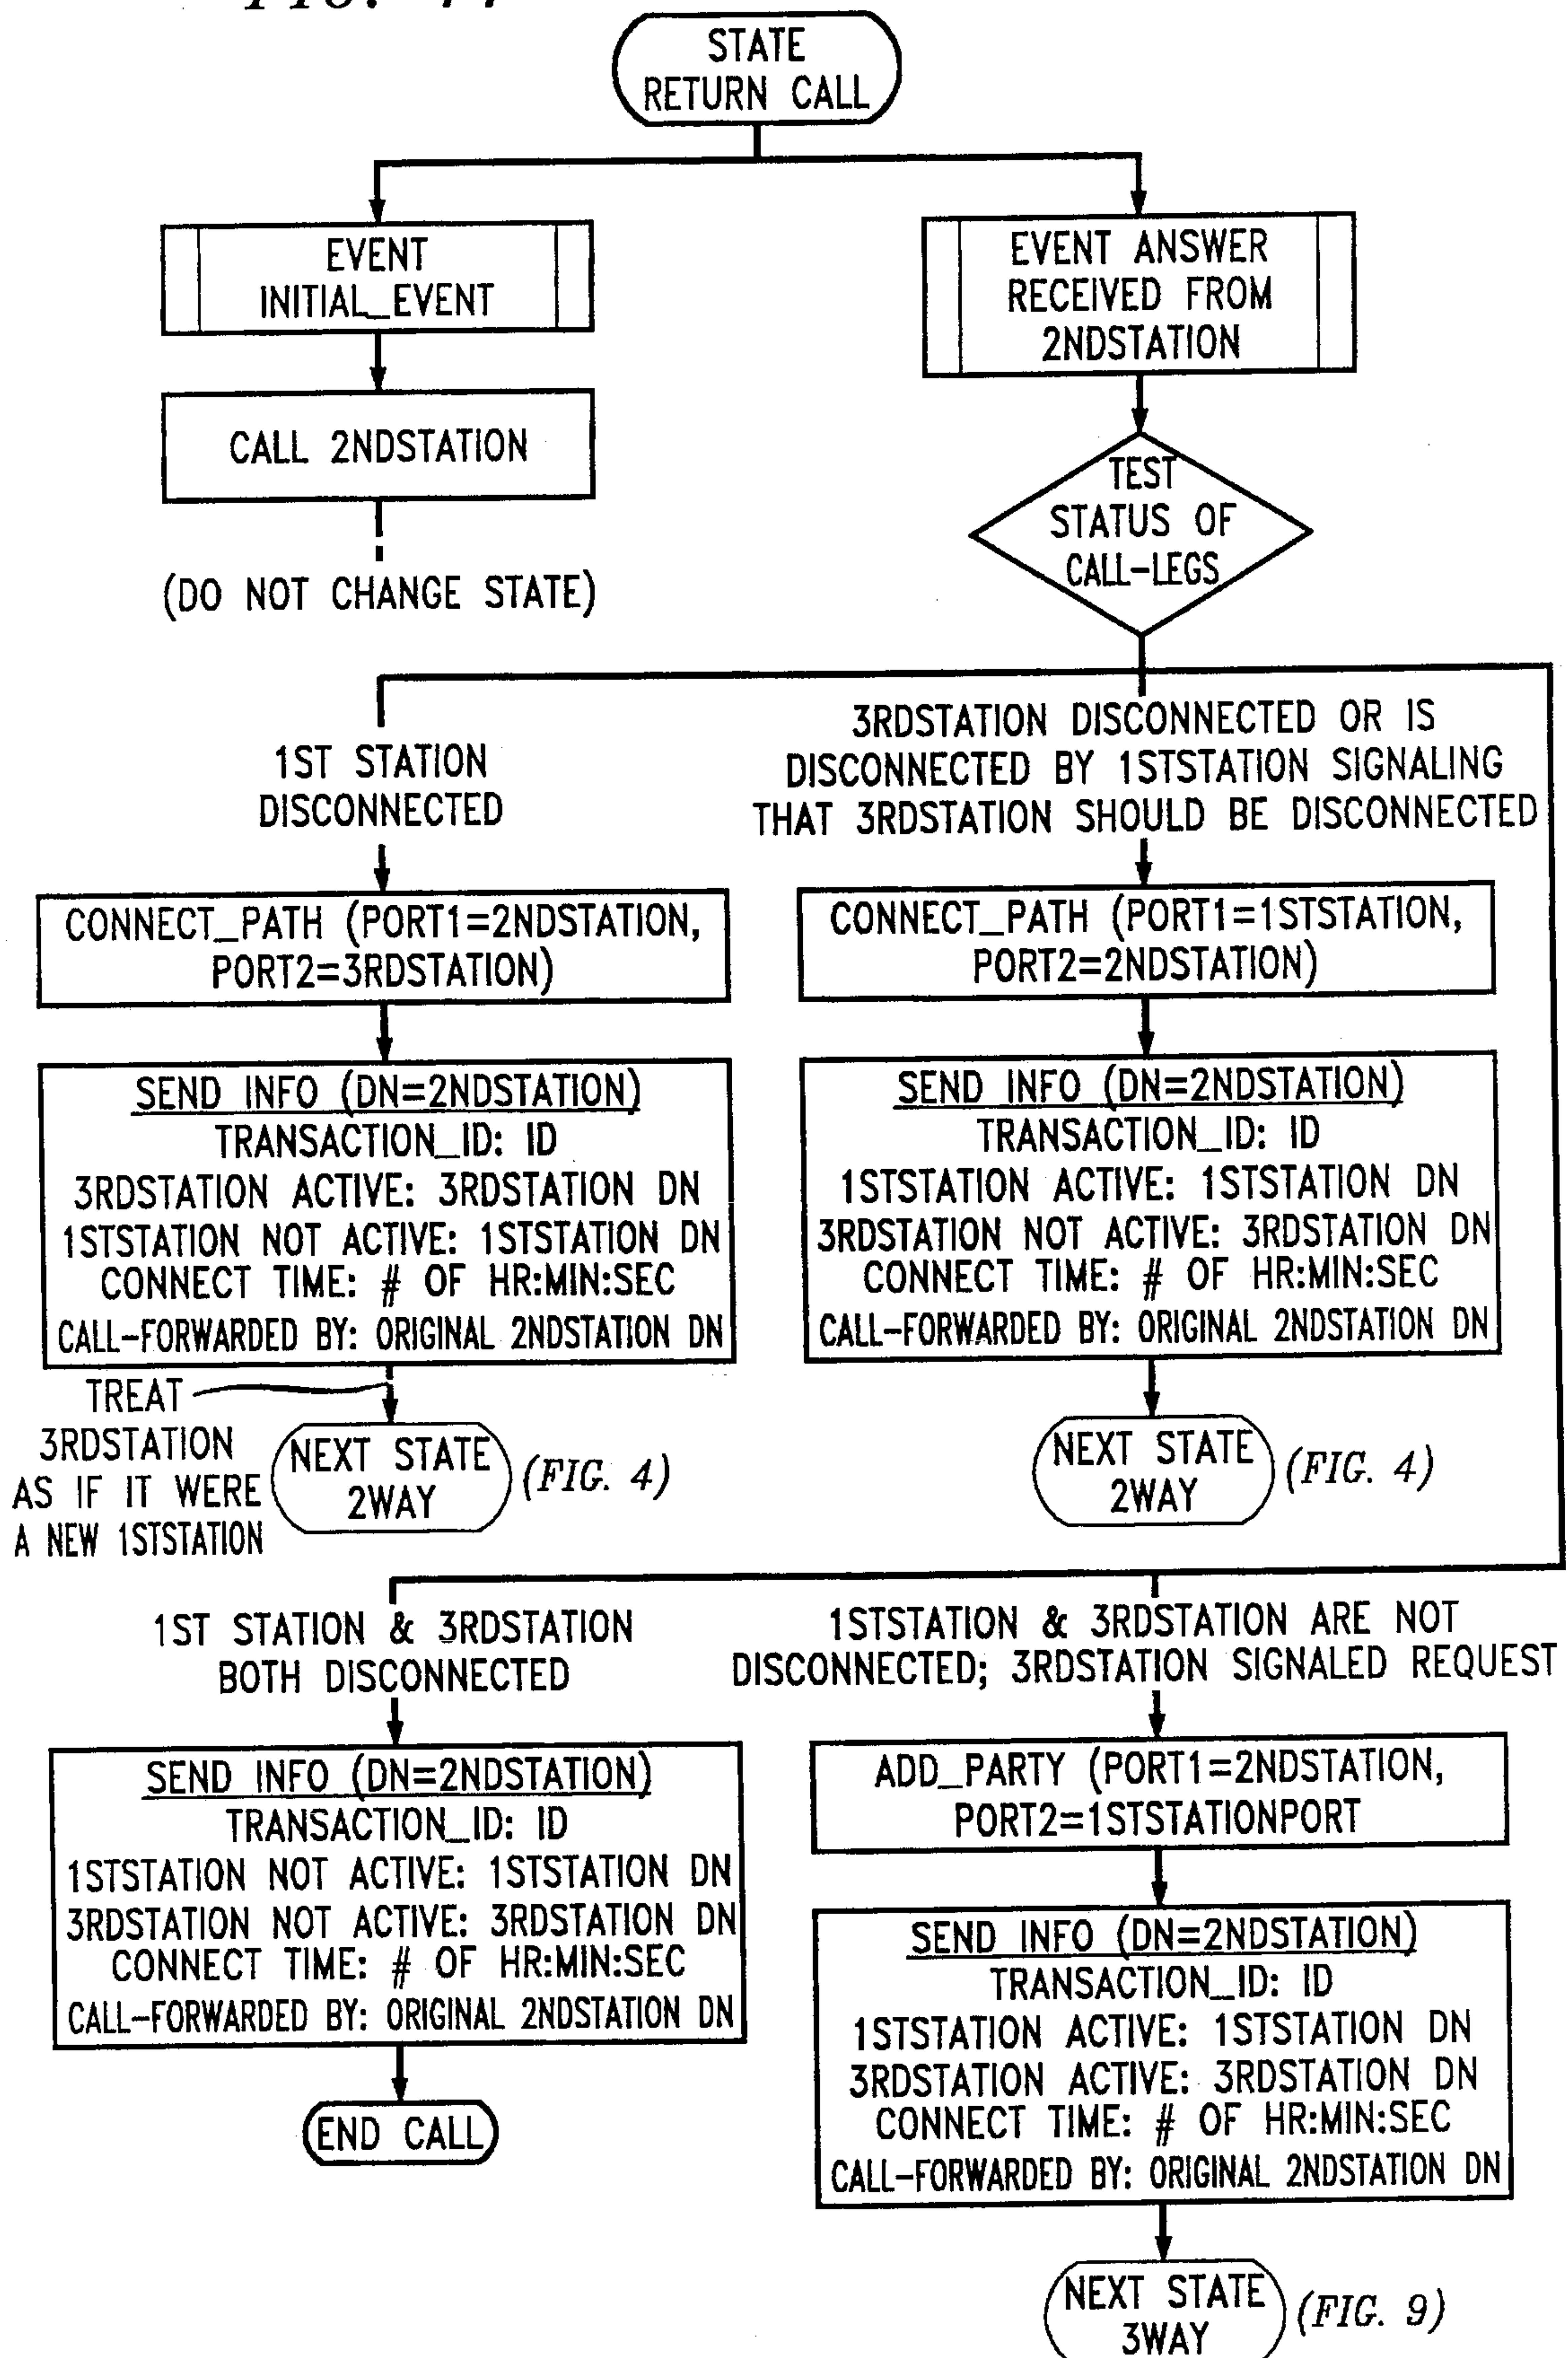 STATE
RETURN CALL
EVENT
INITIAL_EVENT
EVENT ANSWER
RECEIVED FROM
2NDSTATION
CALL 2NDSTATION
(DO NOT CHANGE STATE)
TEST
STATUS OF
CALL-LEGS
1ST STATION
DISCONNECTED
3RDSTATION DISCONNECTED OR IS
DISCONNECTED BY 1STSTATION SIGNALING
THAT 3RDSTATION SHOULD BE DISCONNECTED
CONNECT_PATH (PORT1=2NDSTATION,
PORT2=3RDSTATION)
CONNECT_PATH (PORT1=1STSTATION,
PORT2=2NDSTATION)
SEND INFO (DN=2NDSTATION)
TRANSACTION_ID: ID
3RDSTATION ACTIVE: 3RDSTATION DN
1STSTATION NOT ACTIVE: 1STSTATION DN
CONNECT TIME: # OF HR:MIN:SEC
CALL-FORWARDED BY: ORIGINAL 2NDSTATION DN
SEND INFO (DN=2NDSTATION)
TRANSACTION_ID: ID
1STSTATION ACTIVE: 1STSTATION DN
3RDSTATION NOT ACTIVE: 3RDSTATION DN
CONNECT TIME: # OF HR:MIN:SEC
CALL-FORWARDED BY: ORIGINAL 2NDSTATION DN
TREAT
3RDSTATION
AS IF IT WERE
A NEW 1STSTATION
NEXT STATE
2WAY
(FIG. 4)
NEXT STATE
2WAY
(FIG. 4)
1ST STATION & 3RDSTATION
BOTH DISCONNECTED
1STSTATION & 3RDSTATION ARE NOT
DISCONNECTED; 3RDSTATION SIGNALED REQUEST
SEND INFO (DN=2NDSTATION)
TRANSACTION_ID: ID
1STSTATION NOT ACTIVE: 1STSTATION DN
3RDSTATION NOT ACTIVE: 3RDSTATION DN
CONNECT TIME: # OF HR:MIN:SEC
CALL-FORWARDED BY: ORIGINAL 2NDSTATION DN
END CALL
ADD_PARTY (PORT1=2NDSTATION,
PORT2=1STSTATIONPORT
SEND INFO (DN=2NDSTATION)
TRANSACTION_ID: ID
1STSTATION ACTIVE: 1STSTATION DN
3RDSTATION ACTIVE: 3RDSTATION DN
CONNECT TIME: # OF HR:MIN:SEC
CALL-FORWARDED BY: ORIGINAL 2NDSTATION DN
NEXT STATE
3WAY
(FIG. 9)